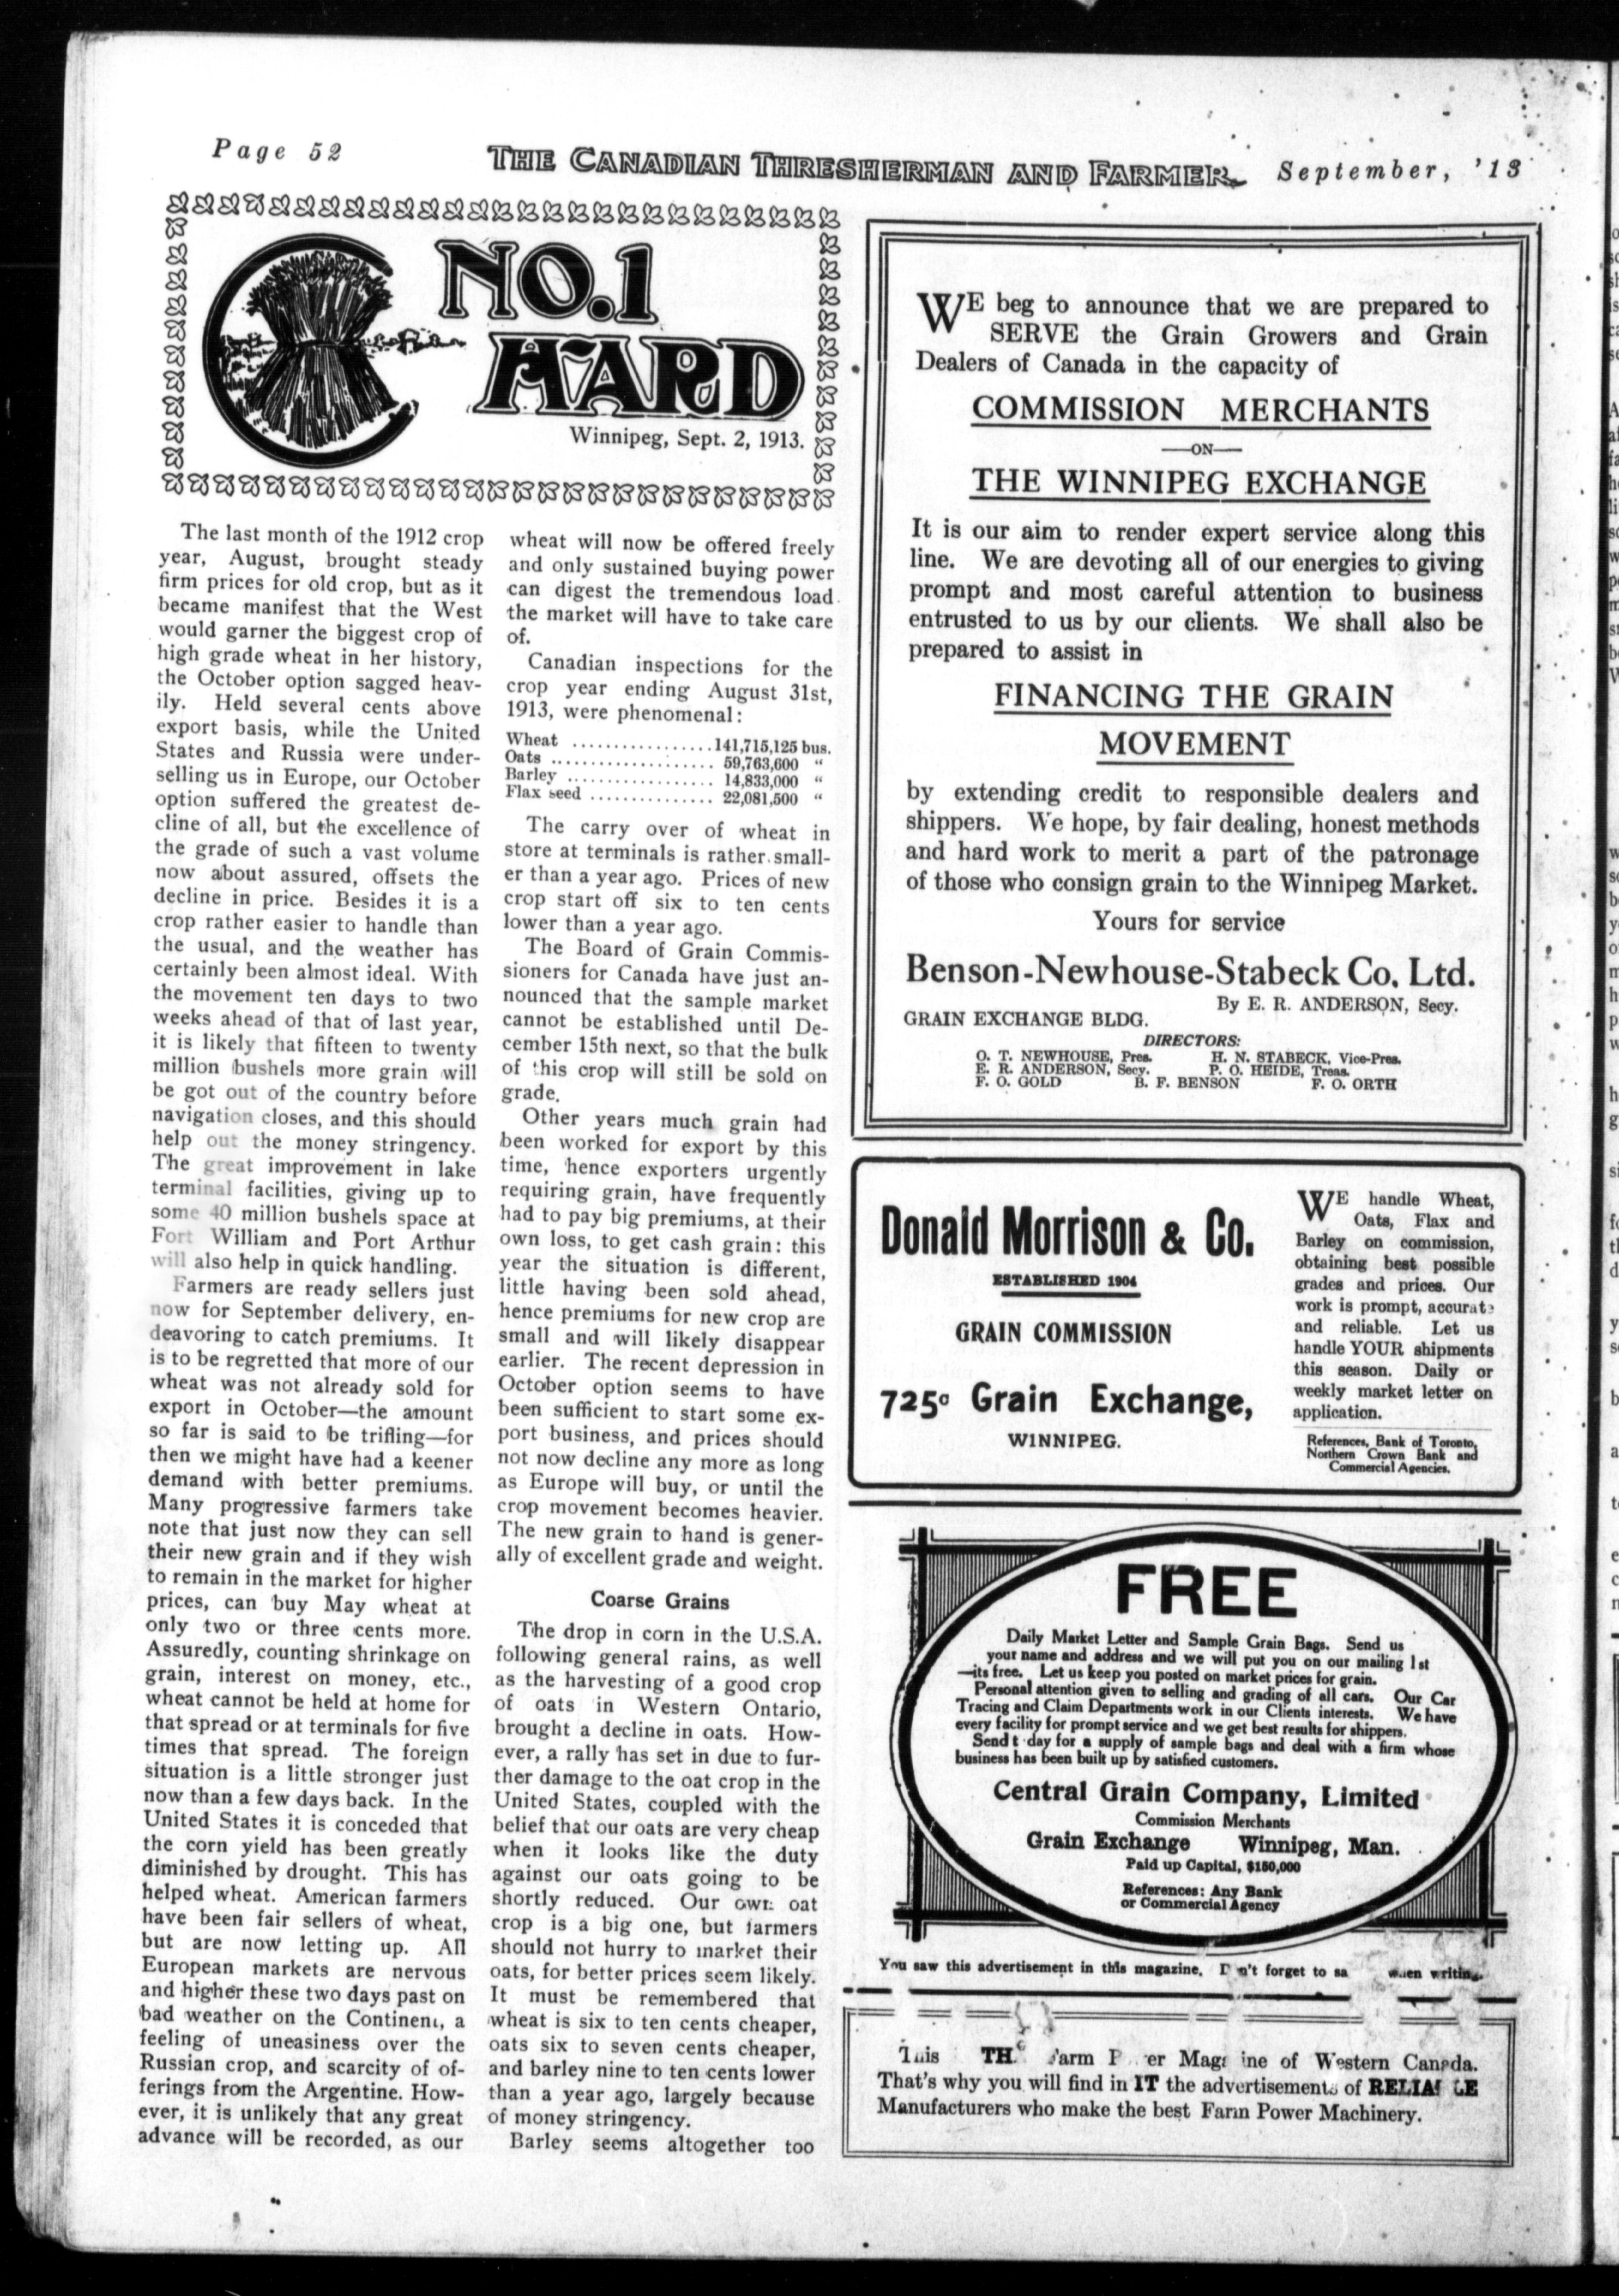 Page 52
THE CANADIAN THRESHERMAN AND FARMER
September, '13
NO.1
HARD
Winnipeg, Sept. 2, 1913.
The last month of the 1912 crop
year, August, brought steady
firm prices for old crop, but as it
became manifest that the West
would garner the biggest crop of
high grade wheat in her history,
the October option sagged heav-
ily. Held several cents above
export basis, while the United
States and Russia were under-
selling us in Europe, our October
option suffered the greatest de-
cline of all, but the excellence of
the grade of such a vast volume
now about assured, offsets the
decline in price. Besides it is a
crop rather easier to handle than
the usual, and the weather has
certainly been almost ideal. With
the movement ten days to two
weeks ahead of that of last year,
it is likely that fifteen to twenty
million bushels more grain will
be got out of the country before
navigation closes, and this should
help out the money stringency.
The great improvement in lake
terminal facilities, giving up to
some 40 million bushels space at
Fort William and Port Arthur
will also help in quick handling.
Farmers are ready sellers just
now for September delivery, en-
deavoring to catch premiums. It
is to be regretted that more of our
wheat was not already sold for
export in October—the amount
so far is said to be trifling—for
then we might have had a keener
demand with better premiums.
Many progressive farmers take
note that just now they can sell
their new grain and if they wish
to remain in the market for higher
prices, can buy May wheat at
only two or three cents more.
Assuredly, counting shrinkage on
grain, interest on money, etc.,
wheat cannot be held at home for
that spread or at terminals for five
times that spread. The foreign
situation is a little stronger just
now than a few days back. In the
United States it is conceded that
the corn yield has been greatly
diminished by drought. This has
helped wheat. American farmers
have been fair sellers of wheat,
but are now letting up. All
European markets are nervous
and higher these two days past on
bad weather on the Continent, a
feeling of uneasiness over the
Russian crop, and scarcity of of-
ferings from the Argentine. How-
ever, it is unlikely that any great
advance will be recorded, as our
wheat will now be offered freely
and only sustained buying power
can digest the tremendous load
the market will have to take care
of.
Canadian inspections for the
crop year ending August 31st,
1913, were phenomenal:
Wheat .................141,715,125 bus.
Oats .................... 59,763,600 "
Barley .................. 14,833,000 "
Flax seed ............... 22,081,500 "
The carry over of wheat in
store at terminals is rather small-
er than a year ago. Prices of new
crop start off six to ten cents
lower than a year ago.
The Board of Grain Commis-
sioners for Canada have just an-
nounced that the sample market
cannot be established until De-
cember 15th next, so that the bulk
of this crop will still be sold on
grade.
Other years much grain had
been worked for export by this
time, hence exporters urgently
requiring grain, have frequently
had to pay big premiums, at their
own loss, to get cash grain: this
year the situation is different,
little having been sold ahead,
hence premiums for new crop are
small and will likely disappear
earlier. The recent depression in
October option seems to have
been sufficient to start some ex-
port business, and prices should
not now decline any more as long
as Europe will buy, or until the
crop movement becomes heavier.
The new grain to hand is gener-
ally of excellent grade and weight.
Coarse Grains
The drop in corn in the U.S.A.
following general rains, as well
as the harvesting of a good crop
of oats in Western Ontario,
brought a decline in oats. How-
ever, a rally has set in due to fur-
ther damage to the oat crop in the
United States, coupled with the
belief that our oats are very cheap
when it looks like the duty
against our oats going to be
shortly reduced. Our own oat
crop is a big one, but farmers
should not hurry to market their
oats, for better prices seem likely.
It must be remembered that
wheat is six to ten cents cheaper,
oats six to seven cents cheaper,
and barley nine to ten cents lower
than a year ago, largely because
of money stringency.
Barley seems altogether too
WE beg to announce that we are prepared to
SERVE the Grain Growers and Grain
Dealers of Canada in the capacity of
COMMISSION MERCHANTS
—ON—
THE WINNIPEG EXCHANGE
It is our aim to render expert service along this
line. We are devoting all of our energies to giving
prompt and most careful attention to business
entrusted to us by our clients. We shall also be
prepared to assist in
FINANCING THE GRAIN
MOVEMENT
by extending credit to responsible dealers and
shippers. We hope, by fair dealing, honest methods
and hard work to merit a part of the patronage
of those who consign grain to the Winnipeg Market.
Yours for service
Benson-Newhouse-Stabeck Co. Ltd.
By E. R. ANDERSON, Secy.
GRAIN EXCHANGE BLDG.
DIRECTORS:
O. T. NEWHOUSE, Pres. H. N. STABECK, Vice-Pres.
E. R. ANDERSON, Secy. P. O. HEIDE, Treas.
F. O. GOLD B. F. BENSON F. O. ORTH
Donald Morrison & Co.
ESTABLISHED 1904
GRAIN COMMISSION
725c Grain Exchange,
WINNIPEG.
WE handle Wheat,
Oats, Flax and
Barley on commission,
obtaining best possible
grades and prices. Our
work is prompt, accurate
and reliable. Let us
handle YOUR shipments
this season. Daily or
weekly market letter on
application.
References, Bank of Toronto,
Northern Crown Bank and
Commercial Agencies.
FREE
Daily Market Letter and Sample Grain Bags. Send us
your name and address and we will put you on our mailing l st
—its free. Let us keep you posted on market prices for grain.
Personal attention given to selling and grading of all cars. Our Car
Tracing and Claim Departments work in our Clients interests. We have
every facility for prompt service and we get best results for shippers.
Send t day for a supply of sample bags and deal with a firm whose
business has been built up by satisfied customers.
Central Grain Company, Limited
Commission Merchants
Grain Exchange Winnipeg, Man.
Paid up Capital, $150,000
References: Any Bank
or Commercial Agency
You saw this advertisement in this magazine. Don't forget to sa when writing.
This Farm of Western Canada.
That's why you will find in IT the advertisements of RELIABLE
Manufacturers who make the best Farm Power Machinery.